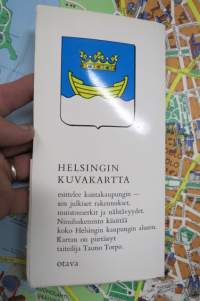 HELSINGIN
KUVAKARTTA
esittelee kantakaupungin —
sen julkiset rakennukset,
muistomerkit ja nähtävyydet.
Nimihakemisto käsittää
koko Helsingin kaupungin alueen.
Kartan on piirtänyt
taiteilija Tauno Torpo.
otava